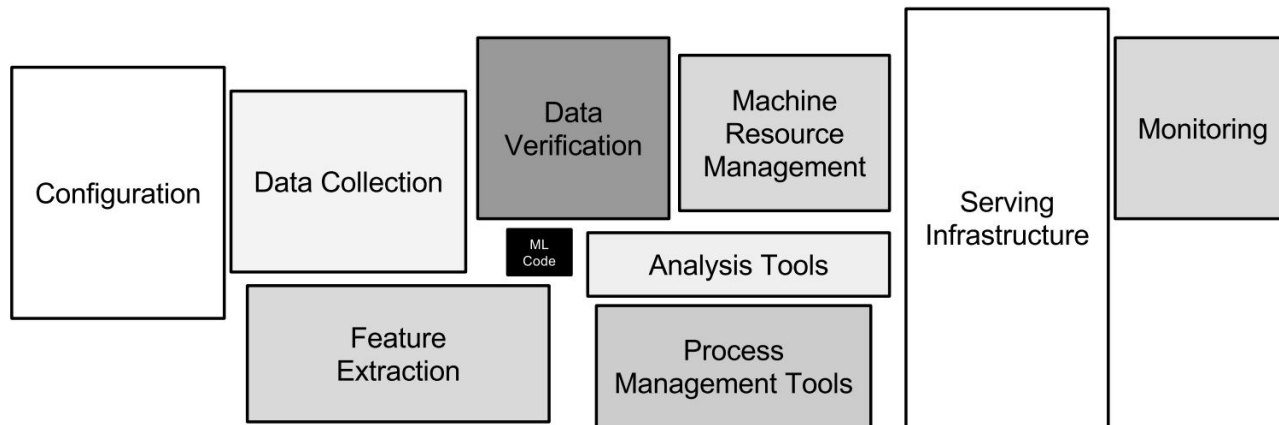 Configuration
Data Collection
Data
Verification
Machine
Resource
Management
Monitoring
Serving
Infrastructure
ML
Code
Analysis Tools
Feature
Extraction
Process
Management Tools